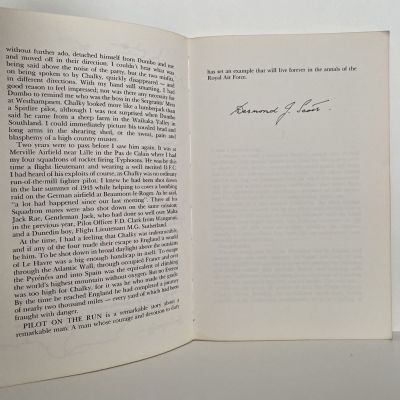 without further ado, detached himself from Dumbo and me
and moved off in their direction. I couldn't hear what was
being said above the noise of the party, but the two misfits,
on being spoken to by Chalky, changed direction — and
good reason to feel impressed; nor was there any necessity for
Dumbo to remind me who was the boss in the Sergeants' Mess
at Westhampnett. Chalky looked more like a lumberjack than
a Spitfire pilot, although I was not surprised when Dumbo
said he came from a sheep farm in the Waikaka Valley in
Southland. I could immediately picture his tousled head and
long arms in the shearing shed, or the sweat, pain and
blasphemy of a high country muster.
Two years were to pass before I saw him again. It was at
Merville Airfield near Lille in the Pas de Calais where I had
my four squadrons of rocket firing Typhoons. He was by this
time a flight lieutenant and wearing a well merited D.F.C.
I had heard of his exploits of course, as Chalky was no ordinary
run-of-the-mill fighter pilot. I knew he had been shot down
in the late summer of 1943 while helping to cover a bombing
raid on the German airfield at Beaumont-le-Roger. As he said,
"a lot had happened since our last meeting". Three of his
Squadron mates were also shot down on the same mission.
Jack Rae, Gentleman Jack, who had done so well over Malta
in the previous year, Pilot Officer F.D. Clark from Wanganui,
and a Dunedin boy, Flight Lieutenant M.G. Sutherland.
At the time, I had a feeling that Chalky was indestructible,
and if any of the four made their escape to England it would
be him. To be shot down in broad daylight above the outskirts
of Le Havre was a big enough handicap in itself. To escape
through the Atlantic Wall, through occupied France and over
the Pyrénées and into Spain was the equivalent of climbing
the world's highest mountain without oxygen. But no Everest
was too high for Chalky, for it was he who made the grade.
By the time he reached England he had completed a journey
of nearly two thousand miles — every yard of which had been
fraught with danger.
PILOT ON THE RUN is a remarkable story about a
remarkable man. A man whose courage and devotion to duty
has set an example that will live forever in the annals of the
Royal Air Force.
Desmond J. Scott.